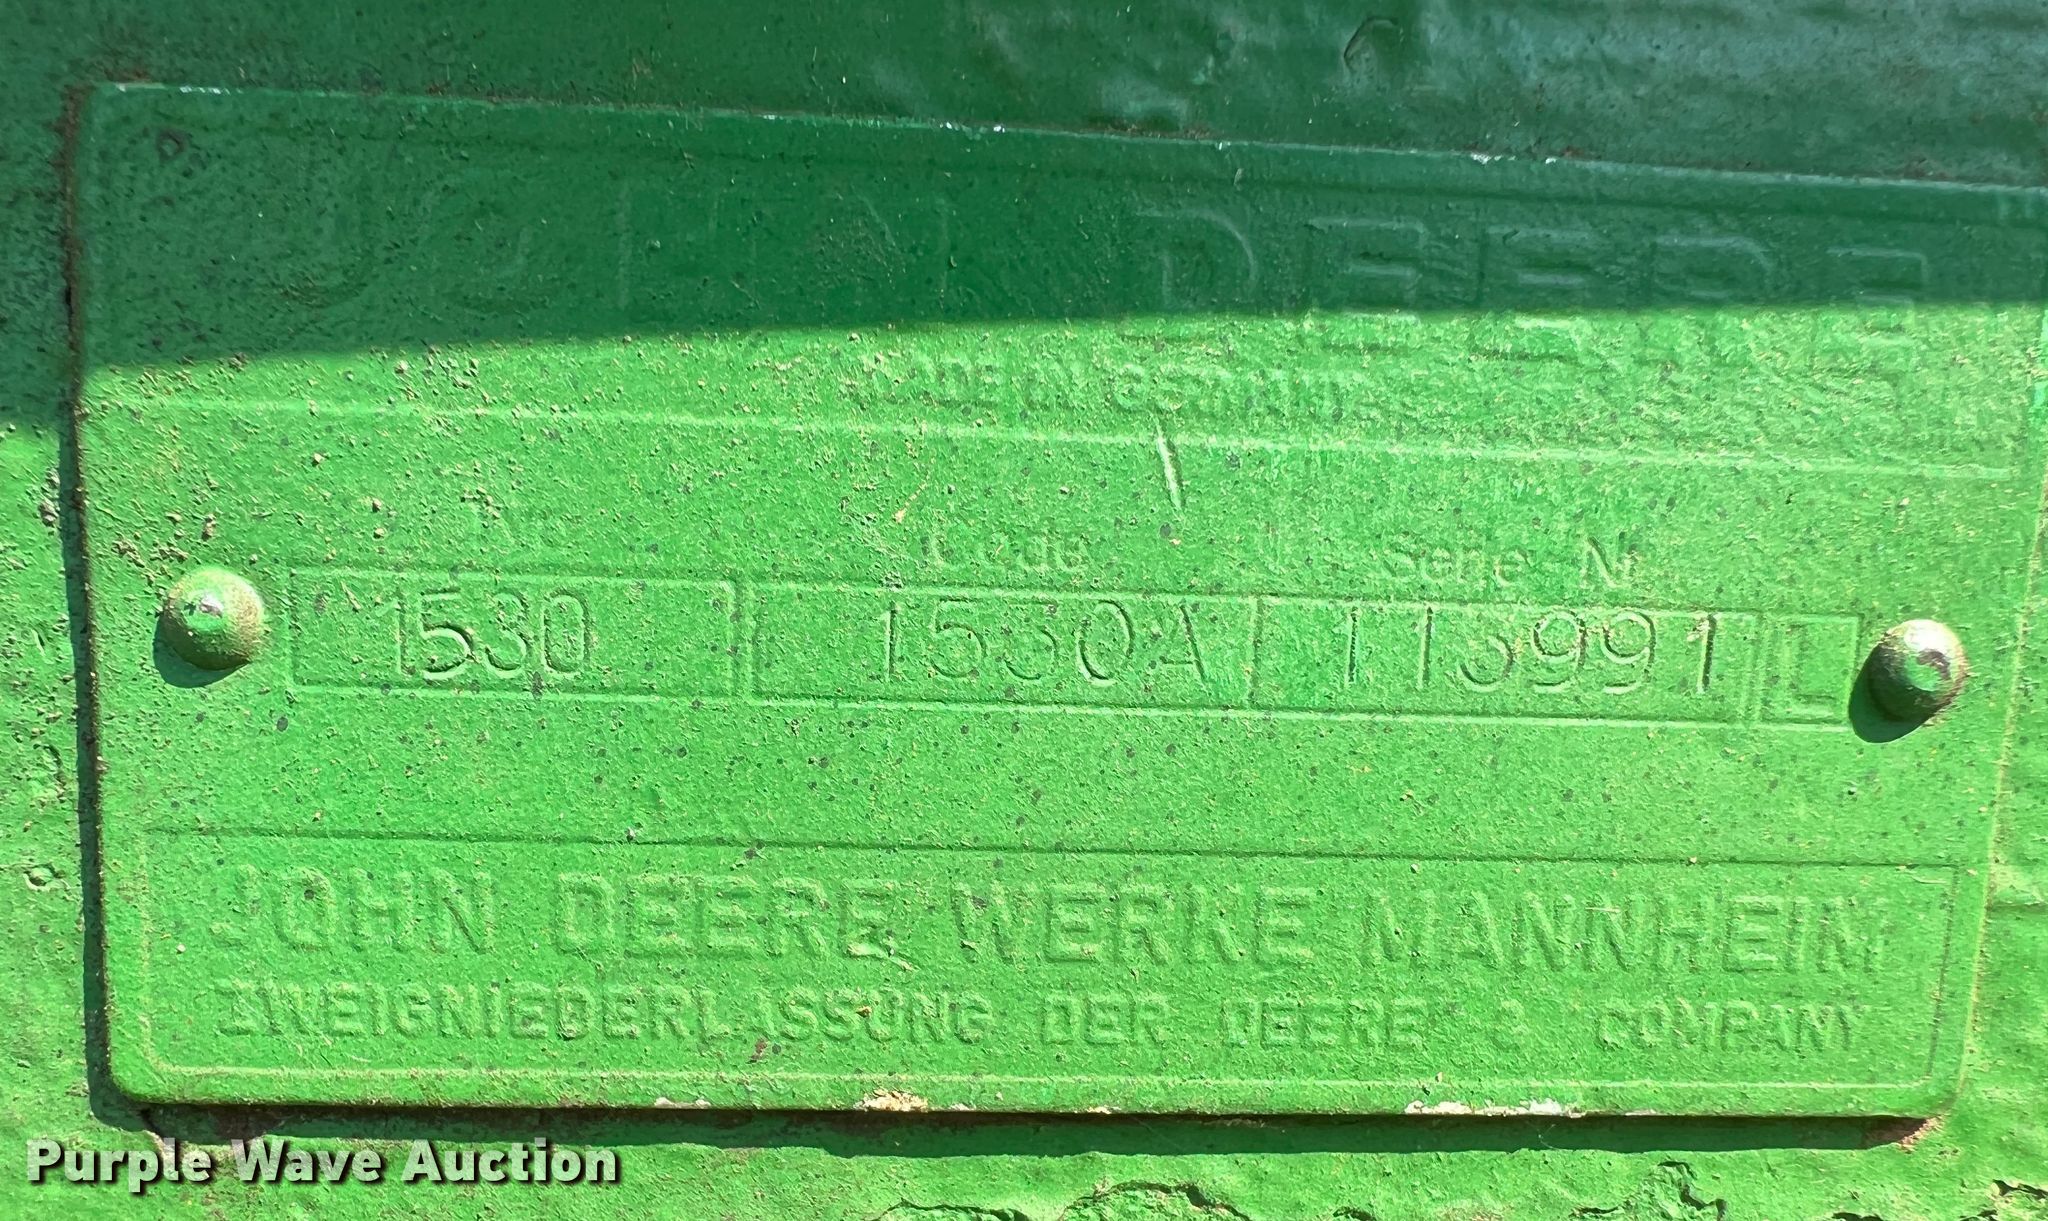 JOHN DEERE
MADE IN GERMANY
Code Serie-Nr
1530 1530A 113991 L
JOHN DEERE WERKE MANNHEIM
ZWEIGNIEDERLASSUNG DER DEERE & COMPANY
Purple Wave Auction